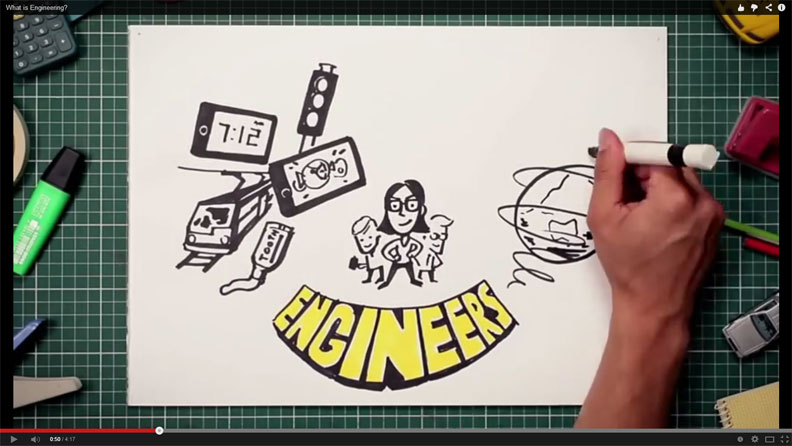 What is Engineering?
7:12
TOOTH
ENGINEERS
0:50 / 4:17